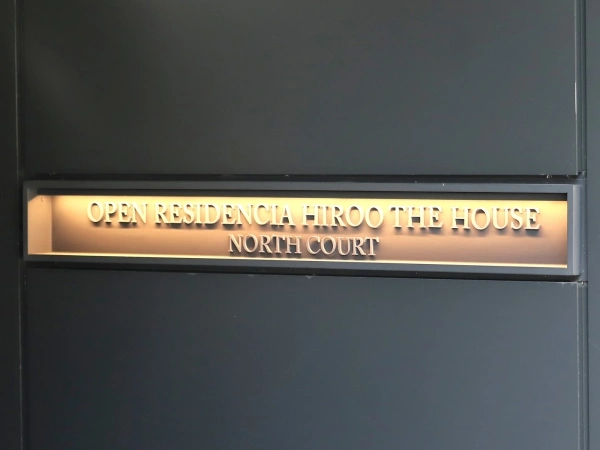 OPEN RESIDENCIA HIROO THE HOUSE
NORTH COURT